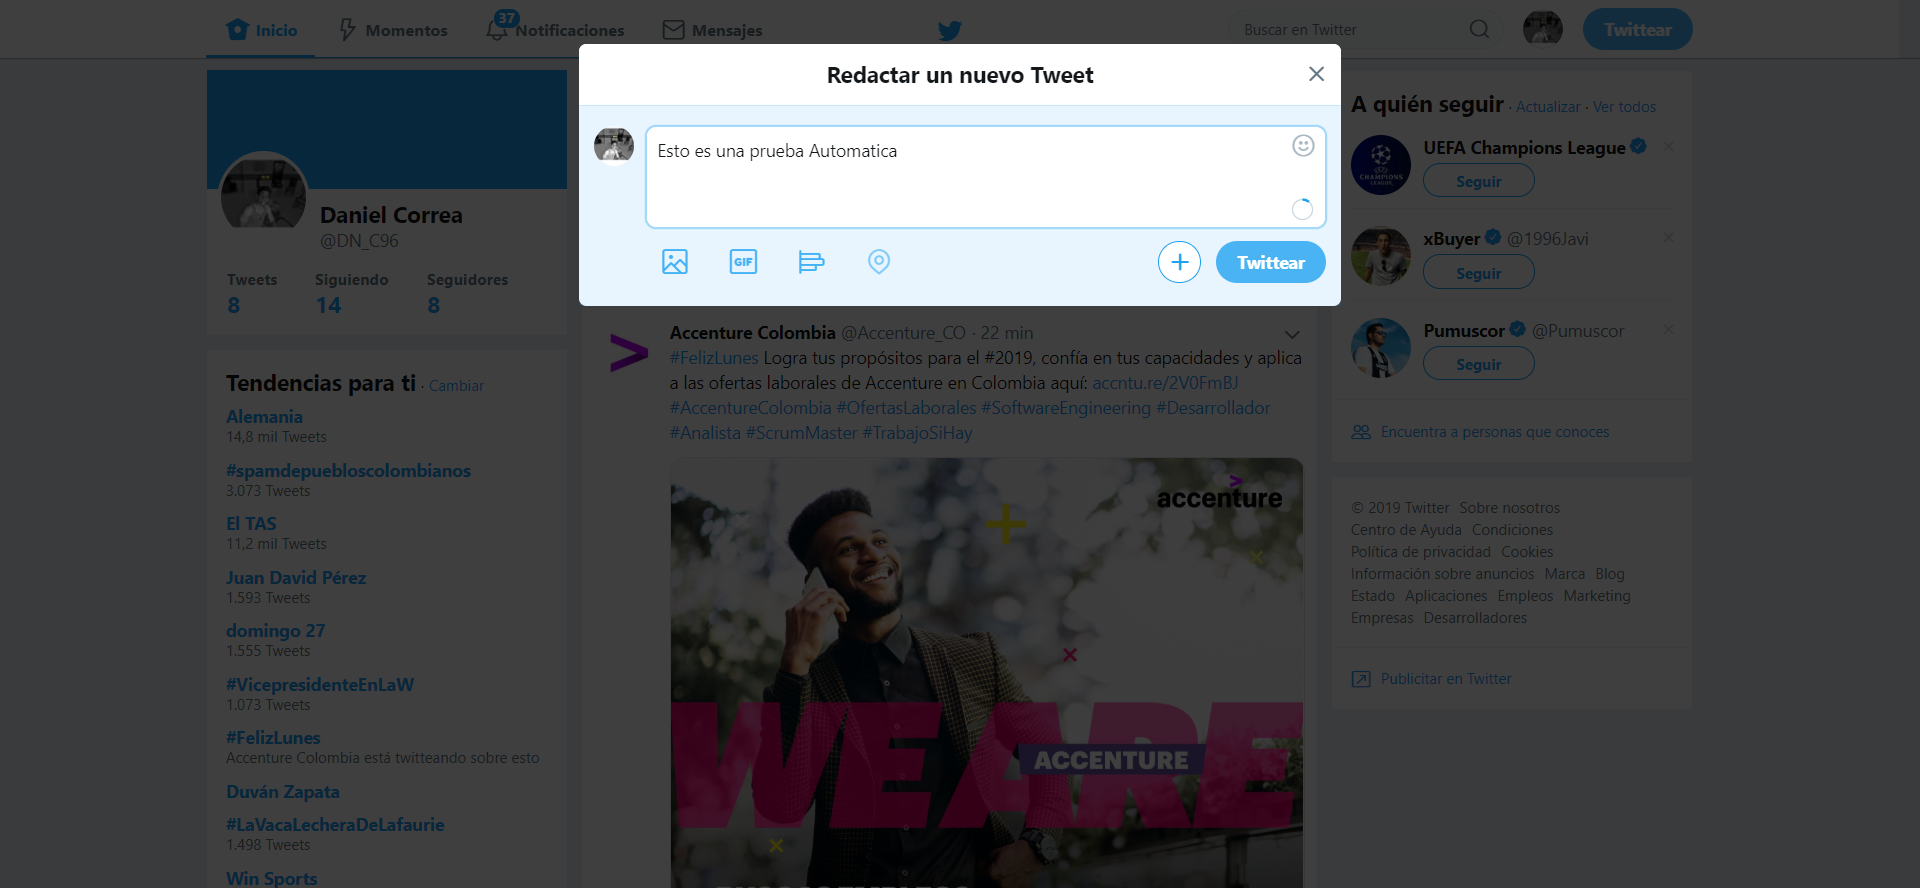 Inicio
Momentos
37
Notificaciones
Mensajes
Buscar en Twitter
Twittear
Redactar un nuevo Tweet
Esto es una prueba Automatica
GIF
Twittear
Daniel Correa
@DN_C96
Tweets Siguiendo Seguidores
8 14 8
Tendencias para ti · Cambiar
Alemania
14,8 mil Tweets
#spamdepuebloscolombianos
3.073 Tweets
El TAS
11,2 mil Tweets
Juan David Pérez
1.593 Tweets
domingo 27
1.555 Tweets
#VicepresidenteEnLaW
1.073 Tweets
#FelizLunes
Accenture Colombia está twitteando sobre esto
Duván Zapata
#LaVacaLecheraDeLafaurie
1.498 Tweets
Win Sports
Accenture Colombia @Accenture_CO · 22 min
#FelizLunes Logra tus propósitos para el #2019, confía en tus capacidades y aplica
a las ofertas laborales de Accenture en Colombia aquí: accntu.re/2V0FmBJ
#AccentureColombia #OfertasLaborales #SoftwareEngineering #Desarrollador
#Analista #ScrumMaster #TrabajoSiHay
accenture
WE ARE
ACCENTURE
A quién seguir · Actualizar · Ver todos
UEFA Champions League
CHAMPIONS
LEAGUE
Seguir
xBuyer @1996Javi
Seguir
Pumuscor @Pumuscor
Seguir
Encuentra a personas que conoces
© 2019 Twitter Sobre nosotros
Centro de Ayuda Condiciones
Política de privacidad Cookies
Información sobre anuncios Marca Blog
Estado Aplicaciones Empleos Marketing
Empresas Desarrolladores
Publicitar en Twitter